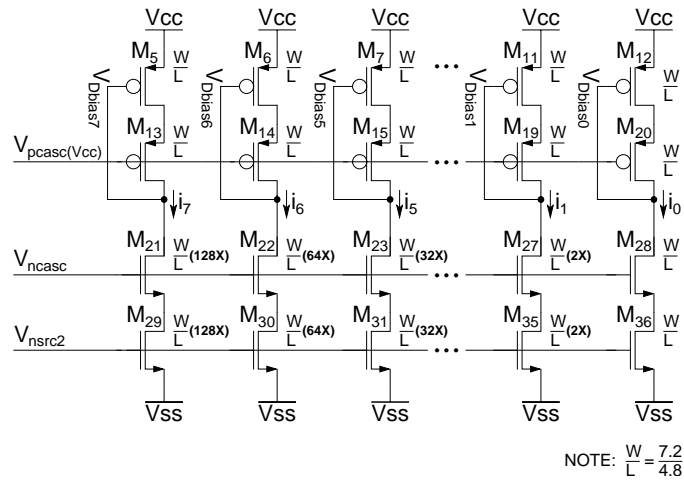 Vcc Vcc Vcc Vcc Vcc
M5 W/L M6 W/L M7 W/L ... M11 W/L M12 W/L
VDbias7 VDbias6 VDbias5 VDbias1 VDbias0
M13 W/L M14 W/L M15 W/L M19 W/L M20 W/L
Vpcasc(Vcc) ...
i7 i6 i5 i1 i0
M21 W/L (128X) M22 W/L (64X) M23 W/L (32X) M27 W/L (2X) M28 W/L
Vncasc ...
M29 W/L (128X) M30 W/L (64X) M31 W/L (32X) M35 W/L (2X) M36 W/L
Vnsrc2 ...
Vss Vss Vss Vss Vss
NOTE: W/L = 7.2/4.8